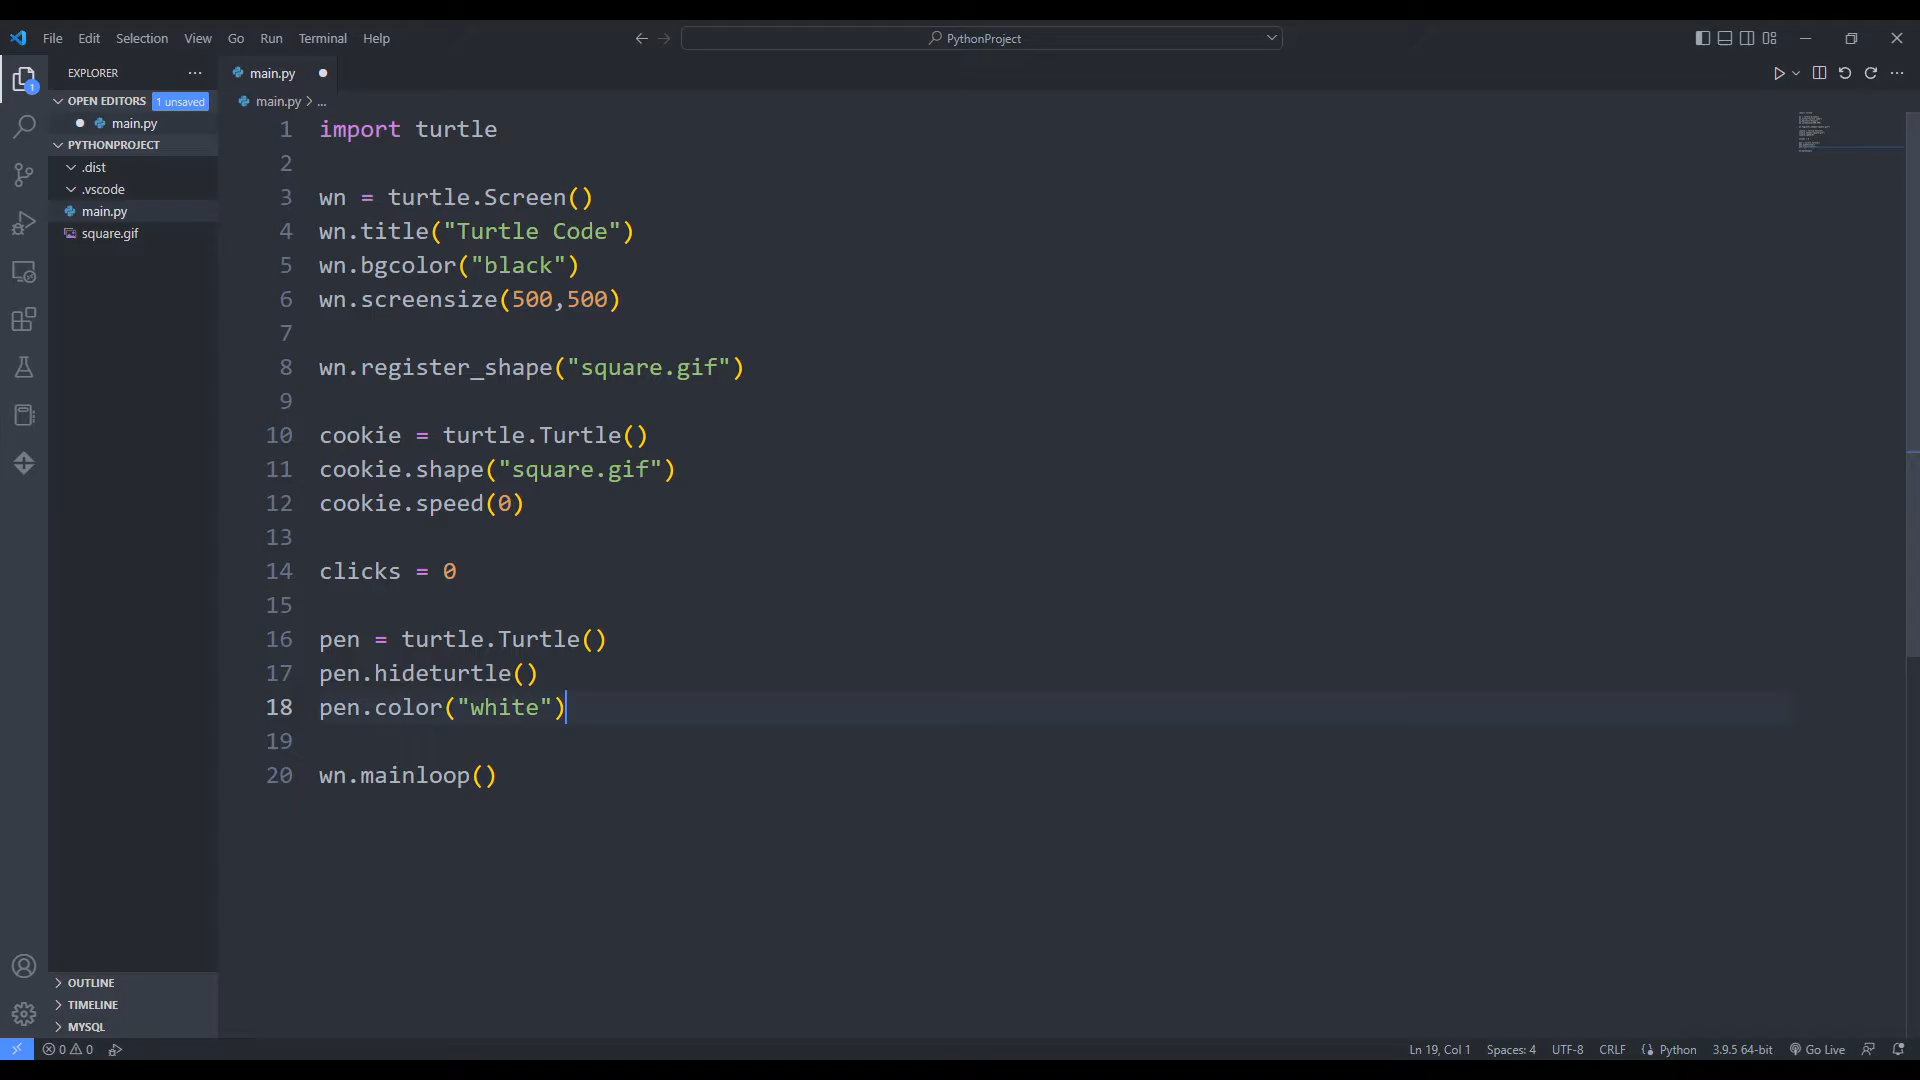 File Edit Selection View Go Run Terminal Help
PythonProject
EXPLORER
OPEN EDITORS 1 unsaved
main.py
PYTHONPROJECT
.dist
.vscode
main.py
square.gif
OUTLINE
TIMELINE
MYSQL
main.py
main.py > ...
1 import turtle
2
3 wn = turtle.Screen()
4 wn.title("Turtle Code")
5 wn.bgcolor("black")
6 wn.screensize(500,500)
7
8 wn.register_shape("square.gif")
9
10 cookie = turtle.Turtle()
11 cookie.shape("square.gif")
12 cookie.speed(0)
13
14 clicks = 0
15
16 pen = turtle.Turtle()
17 pen.hideturtle()
18 pen.color("white")
19
20 wn.mainloop()
1
0 0
Ln 19, Col 1 Spaces: 4 UTF-8 CRLF Python 3.9.5 64-bit Go Live